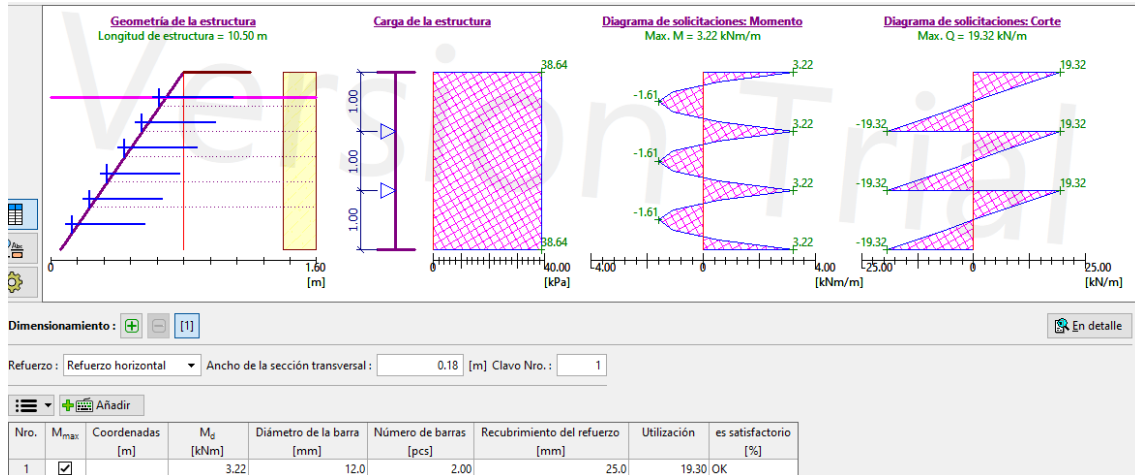 Geometría de la estructura
Longitud de estructura = 10.50 m
0
1.60
[m]
Carga de la estructura
1.00
1.00
1.00
38.64
38.64
0
40.00
[kPa]
Diagrama de solicitaciones: Momento
Max. M = 3.22 kNm/m
3.22
-1.61
3.22
-1.61
3.22
-1.61
3.22
-4.00
0
4.00
[kNm/m]
Diagrama de solicitaciones: Corte
Max. Q = 19.32 kN/m
19.32
-19.32
19.32
-19.32
19.32
-19.32
-25.00
0
25.00
[kN/m]
Version Trial
Dimensionamiento : [1] En detalle
Refuerzo : Refuerzo horizontal Ancho de la sección transversal : 0.18 [m] Clavo Nro. : 1
Añadir
Nro. Mmax Coordenadas Md Diámetro de la barra Número de barras Recubrimiento del refuerzo Utilización es satisfactorio
[m] [kNm] [mm] [pcs] [mm] [%]
1 3.22 12.0 2.00 25.0 19.30 OK